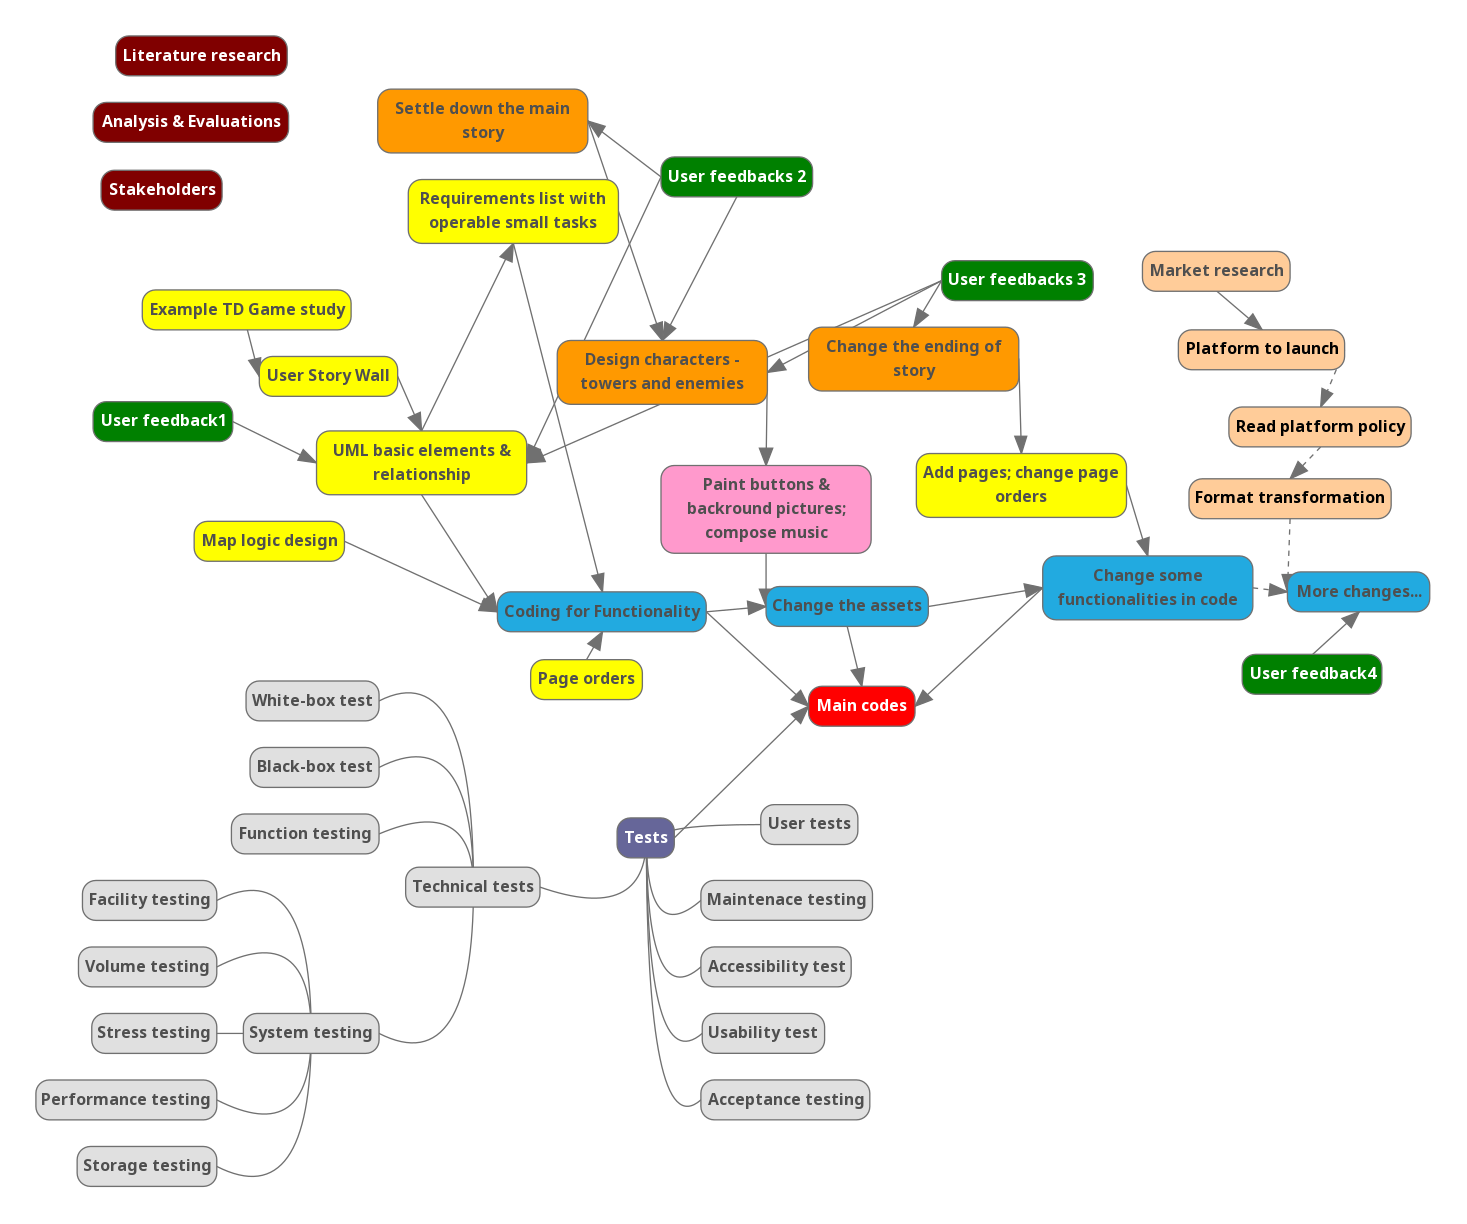 Literature research
Analysis & Evaluations
Stakeholders
Settle down the main
story
User feedbacks 2
Requirements list with
operable small tasks
User feedbacks 3
Market research
Example TD Game study
Platform to launch
User Story Wall
Design characters -
towers and enemies
Change the ending of
story
User feedback1
Read platform policy
UML basic elements &
relationship
Add pages; change page
orders
Paint buttons &
backround pictures;
compose music
Format transformation
Map logic design
Change some
functionalities in code
Coding for Functionality
Change the assets
More changes...
Page orders
User feedback4
White-box test
Main codes
Black-box test
Function testing
Tests
User tests
Technical tests
Facility testing
Maintenace testing
Volume testing
Accessibility test
Stress testing
System testing
Usability test
Performance testing
Acceptance testing
Storage testing